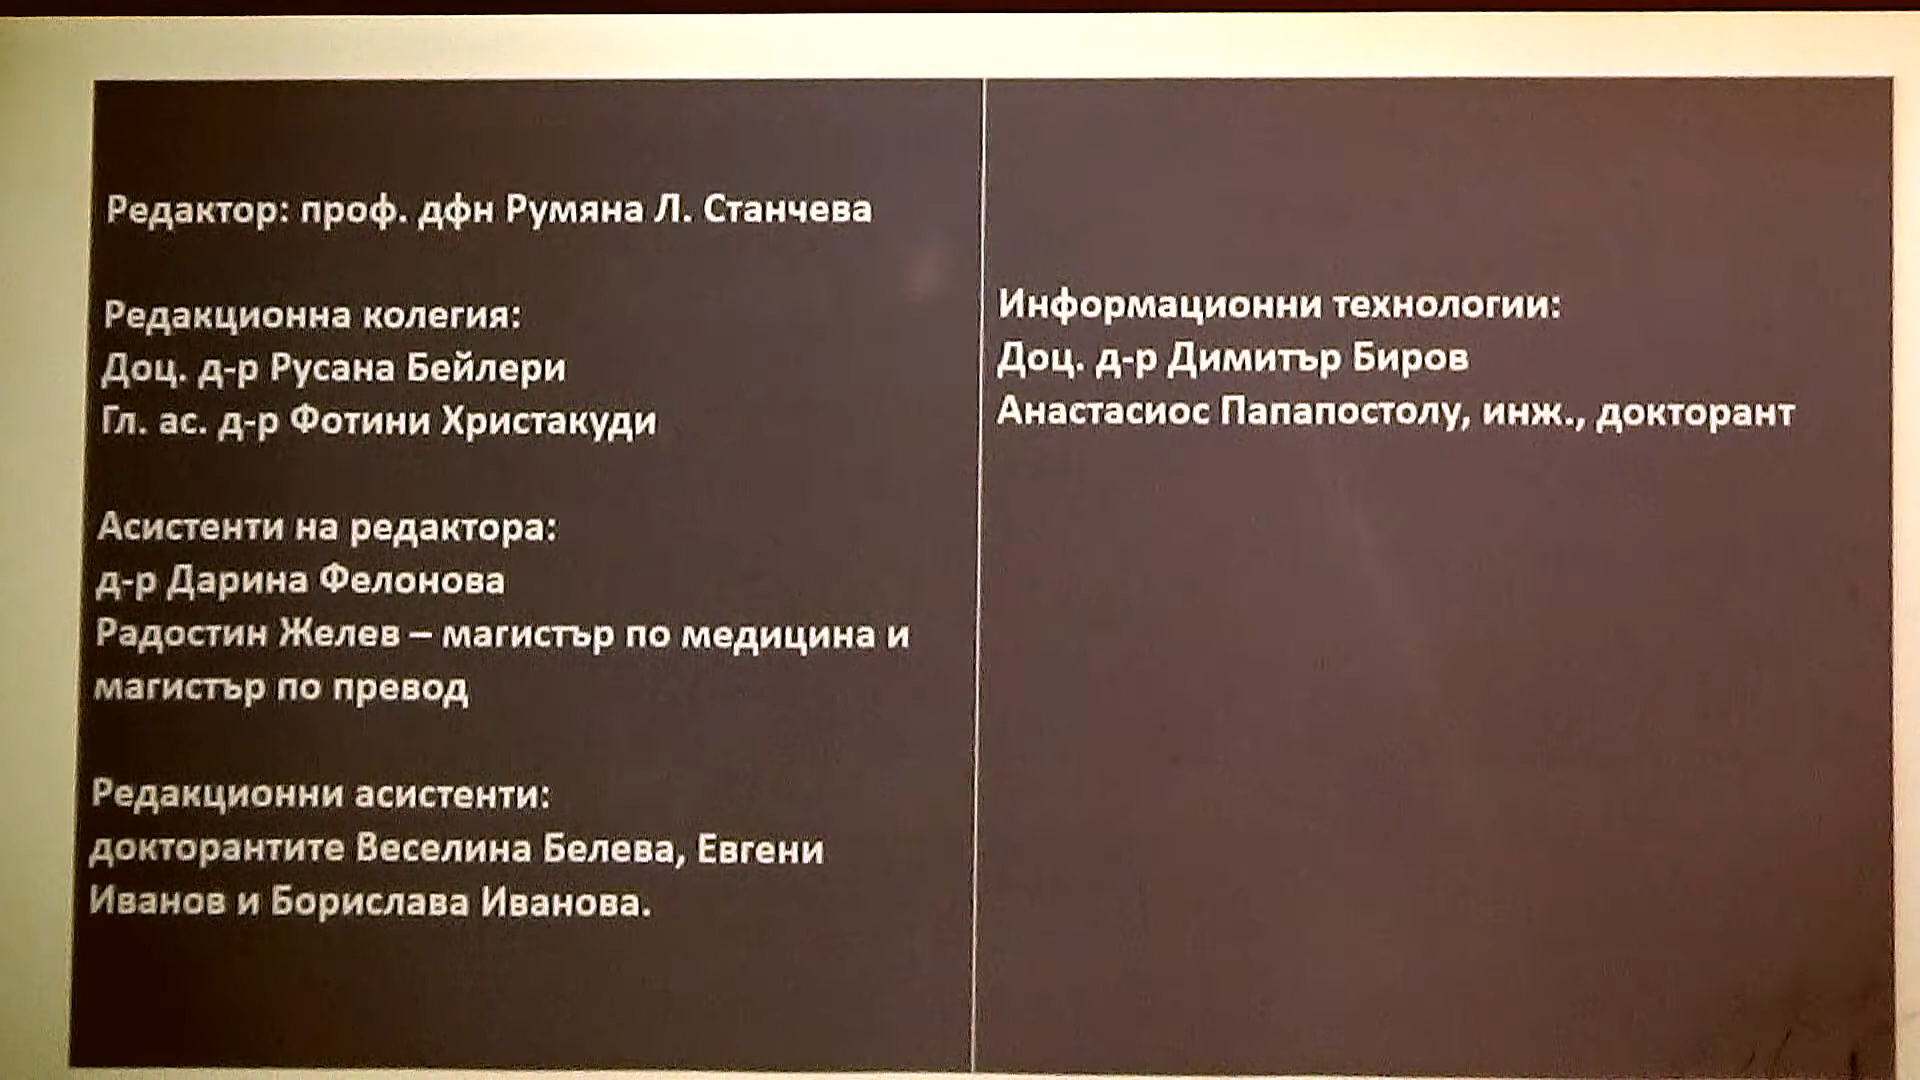 Редактор: проф. дфн Румяна Л. Станчева
Редакционна колегия:
Доц. д-р Русана Бейлери
Гл. ас. д-р Фотини Христакуди
Асистенти на редактора:
д-р Дарина Фелонова
Радостин Желев – магистър по медицина и
магистър по превод
Редакционни асистенти:
докторантите Веселина Белева, Евгени
Иванов и Борислава Иванова.
Информационни технологии:
Доц. д-р Димитър Биров
Анастасиос Папапостолу, инж., докторант